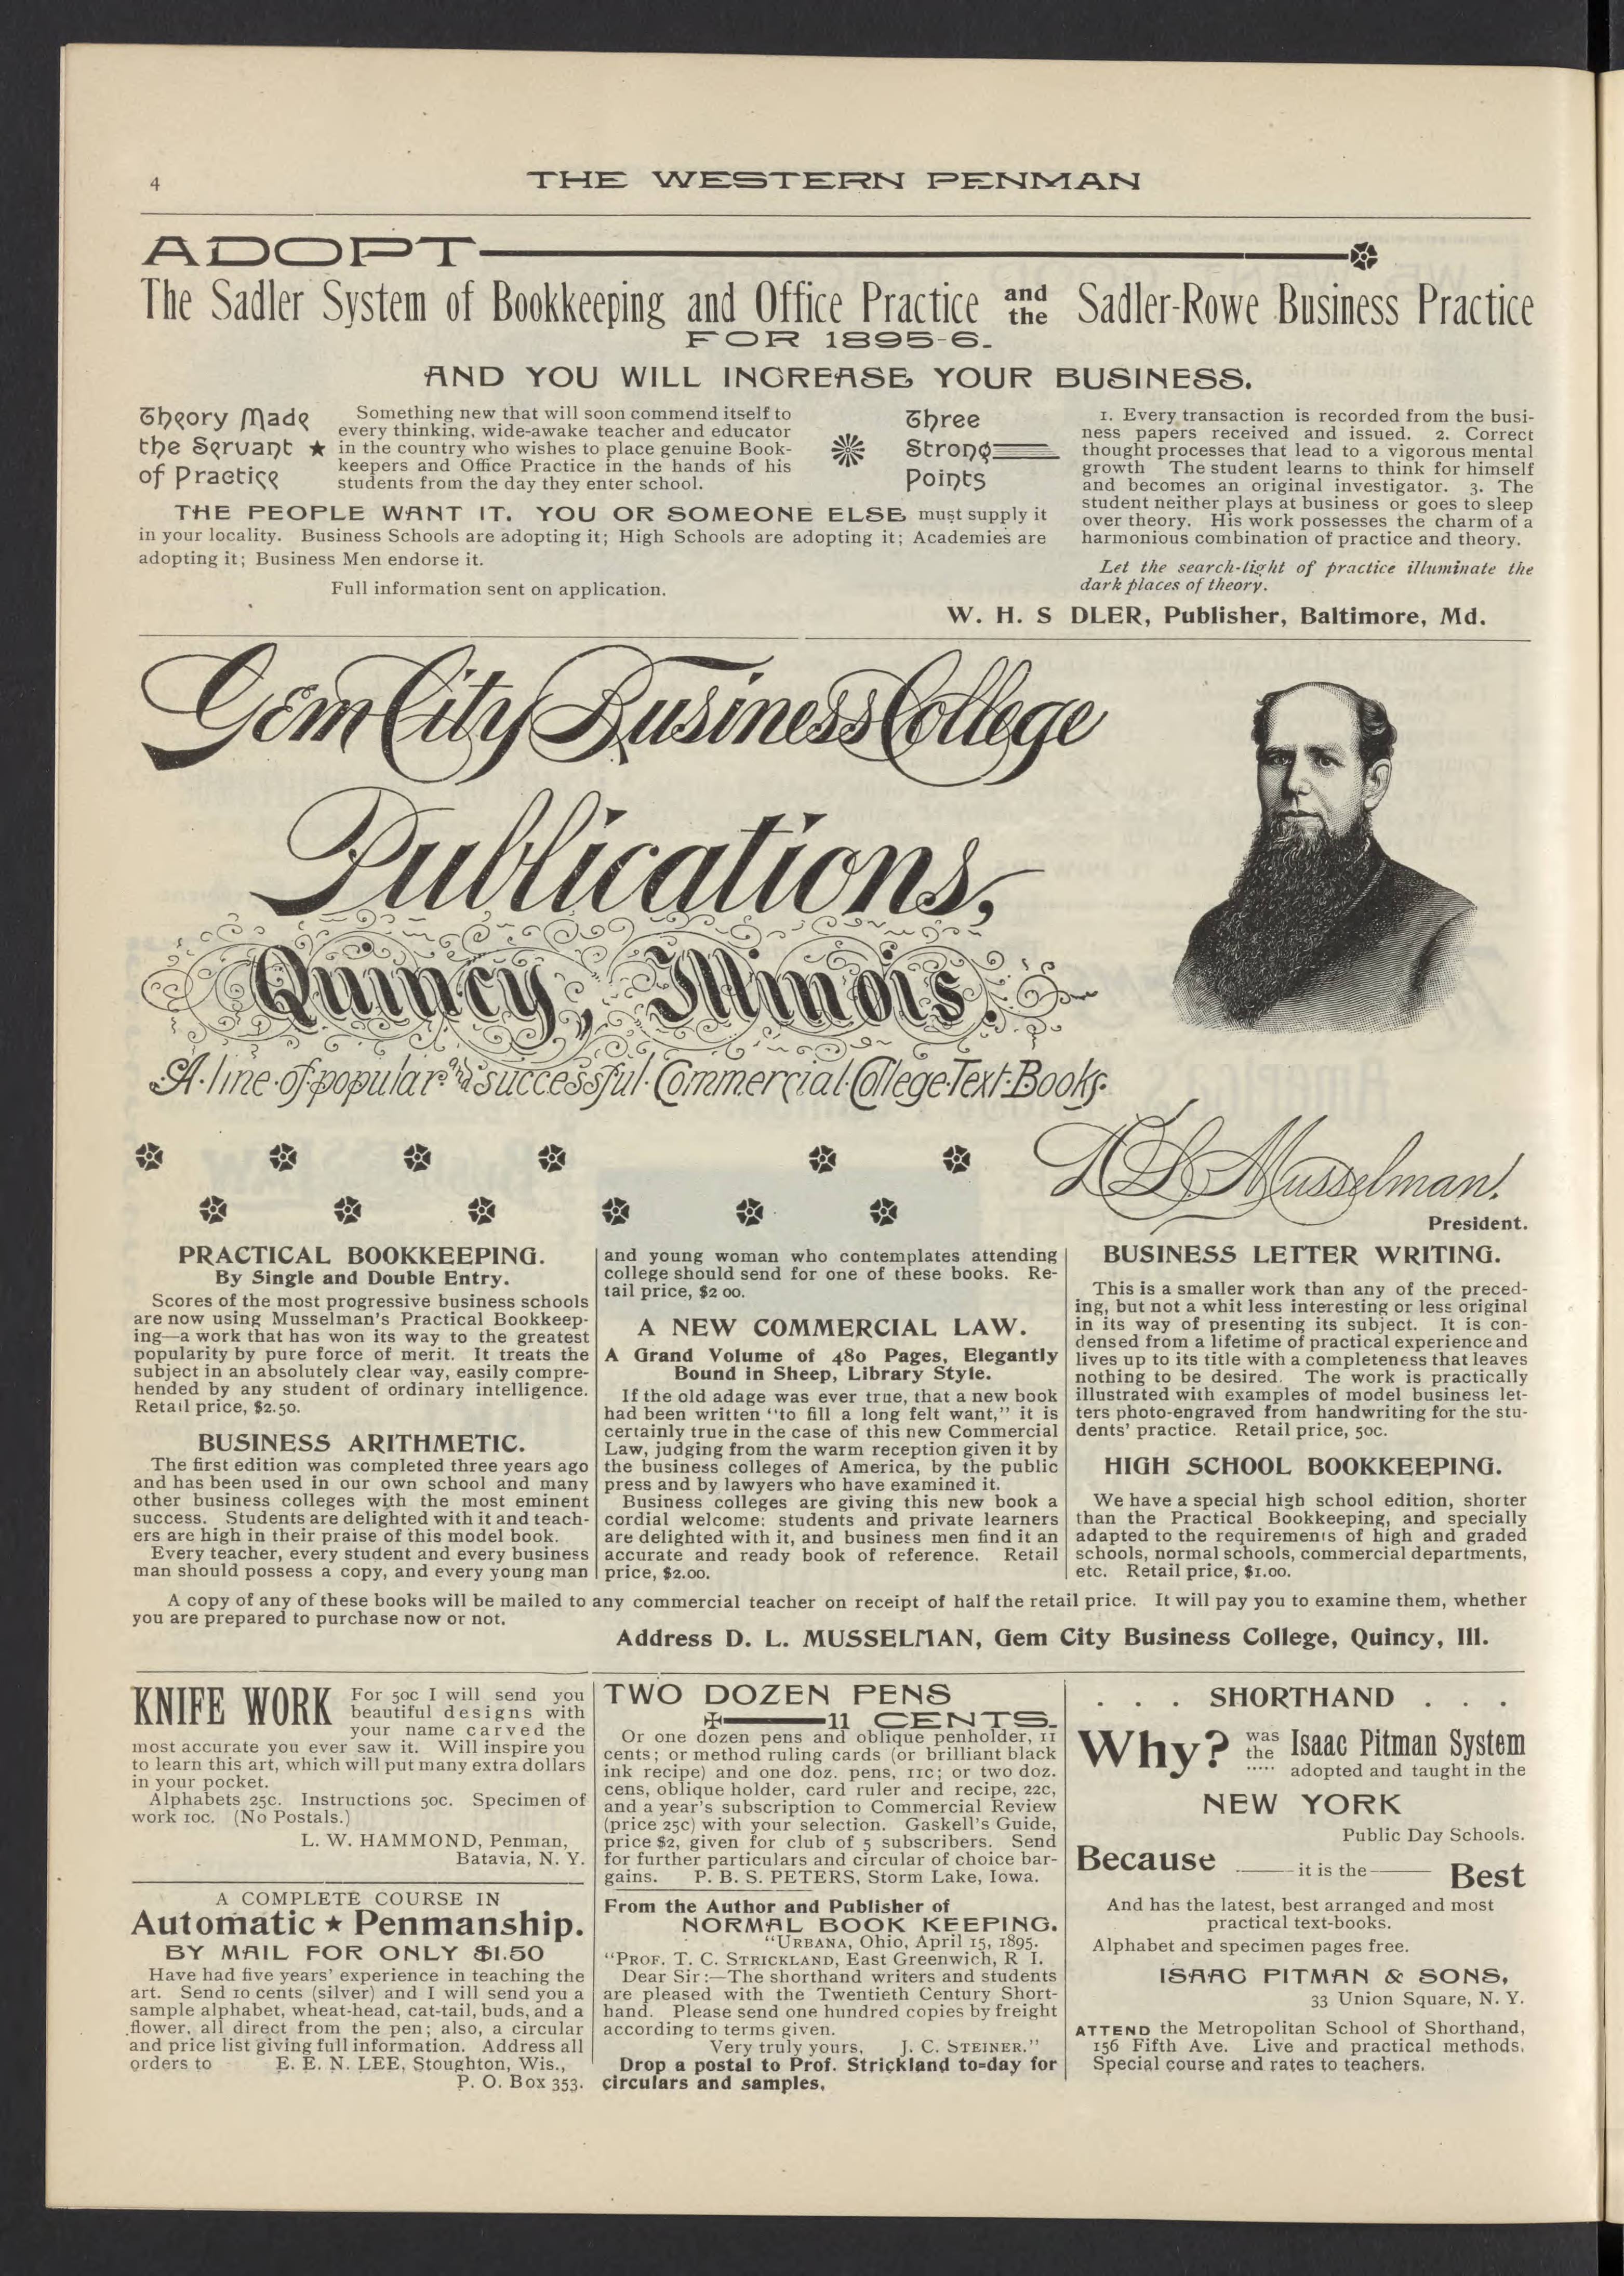 4
THE WESTERN PENMAN
ADOPT
The Sadler System of Bookkeeping and Office Practice and the Sadler-Rowe Business Practice
FOR 1895-6.
AND YOU WILL INCREASE YOUR BUSINESS.
Theory Made
the Servant
of Practice
Something new that will soon commend itself to
every thinking, wide-awake teacher and educator
in the country who wishes to place genuine Book-
keepers and Office Practice in the hands of his
students from the day they enter school.
THE PEOPLE WANT IT. YOU OR SOMEONE ELSE must supply it
in your locality. Business Schools are adopting it; High Schools are adopting it; Academies are
adopting it; Business Men endorse it.
Full information sent on application.
Three
Strong
Points
1. Every transaction is recorded from the busi-
ness papers received and issued. 2. Correct
thought processes that lead to a vigorous mental
growth The student learns to think for himself
and becomes an original investigator. 3. The
student neither plays at business or goes to sleep
over theory. His work possesses the charm of a
harmonious combination of practice and theory.
Let the search-light of practice illuminate the
dark places of theory.
W. H. S DLER, Publisher, Baltimore, Md.
Gem City Business College
Publications,
Quincy, Illinois.
A line of popular and successful Commercial College Text Books.
D. L. Musselman.
President.
PRACTICAL BOOKKEEPING.
By Single and Double Entry.
Scores of the most progressive business schools
are now using Musselman's Practical Bookkeep-
ing—a work that has won its way to the greatest
popularity by pure force of merit. It treats the
subject in an absolutely clear way, easily compre-
hended by any student of ordinary intelligence.
Retail price, $2.50.
BUSINESS ARITHMETIC.
The first edition was completed three years ago
and has been used in our own school and many
other business colleges with the most eminent
success. Students are delighted with it and teach-
ers are high in their praise of this model book.
Every teacher, every student and every business
man should possess a copy, and every young man
and young woman who contemplates attending
college should send for one of these books. Re-
tail price, $2 00.
A NEW COMMERCIAL LAW.
A Grand Volume of 480 Pages, Elegantly
Bound in Sheep, Library Style.
If the old adage was ever true, that a new book
had been written "to fill a long felt want," it is
certainly true in the case of this new Commercial
Law, judging from the warm reception given it by
the business colleges of America, by the public
press and by lawyers who have examined it.
Business colleges are giving this new book a
cordial welcome; students and private learners
are delighted with it, and business men find it an
accurate and ready book of reference. Retail
price, $2.00.
BUSINESS LETTER WRITING.
This is a smaller work than any of the preced-
ing, but not a whit less interesting or less original
in its way of presenting its subject. It is con-
densed from a lifetime of practical experience and
lives up to its title with a completeness that leaves
nothing to be desired. The work is practically
illustrated with examples of model business let-
ters photo-engraved from handwriting for the stu-
dents' practice. Retail price, 50c.
HIGH SCHOOL BOOKKEEPING.
We have a special high school edition, shorter
than the Practical Bookkeeping, and specially
adapted to the requirements of high and graded
schools, normal schools, commercial departments,
etc. Retail price, $1.00.
A copy of any of these books will be mailed to any commercial teacher on receipt of half the retail price. It will pay you to examine them, whether
you are prepared to purchase now or not.
Address D. L. MUSSELMAN, Gem City Business College, Quincy, Ill.
KNIFE WORK
For 50c I will send you
beautiful designs with
your name carved the
most accurate you ever saw it. Will inspire you
to learn this art, which will put many extra dollars
in your pocket.
Alphabets 25c. Instructions 50c. Specimen of
work 10c. (No Postals.)
L. W. HAMMOND, Penman,
Batavia, N. Y.
A COMPLETE COURSE IN
Automatic ★ Penmanship.
BY MAIL FOR ONLY $1.50
Have had five years' experience in teaching the
art. Send 10 cents (silver) and I will send you a
sample alphabet, wheat-head, cat-tail, buds, and a
flower, all direct from the pen; also, a circular
and price list giving full information. Address all
orders to E. E. N. LEE, Stoughton, Wis.,
P. O. Box 353.
TWO DOZEN PENS
11 CENTS.
Or one dozen pens and oblique penholder, 11
cents; or method ruling cards (or brilliant black
ink recipe) and one doz. pens, 11c; or two doz.
cens, oblique holder, card ruler and recipe, 22c,
and a year's subscription to Commercial Review
(price 25c) with your selection. Gaskell's Guide,
price $2, given for club of 5 subscribers. Send
for further particulars and circular of choice bar-
gains. P. B. S. PETERS, Storm Lake, Iowa.
From the Author and Publisher of
NORMAL BOOK KEEPING.
"URBANA, Ohio, April 15, 1895.
"PROF. T. C. STRICKLAND, East Greenwich, R I.
Dear Sir:—The shorthand writers and students
are pleased with the Twentieth Century Short-
hand. Please send one hundred copies by freight
according to terms given.
Very truly yours, J. C. STEINER."
Drop a postal to Prof. Strickland to=day for
circulars and samples,
. . . SHORTHAND . . .
Why? was the Isaac Pitman System
adopted and taught in the
NEW YORK
Public Day Schools.
Because it is the Best
And has the latest, best arranged and most
practical text-books.
Alphabet and specimen pages free.
ISAAC PITMAN & SONS,
33 Union Square, N. Y.
ATTEND the Metropolitan School of Shorthand,
156 Fifth Ave. Live and practical methods.
Special course and rates to teachers.